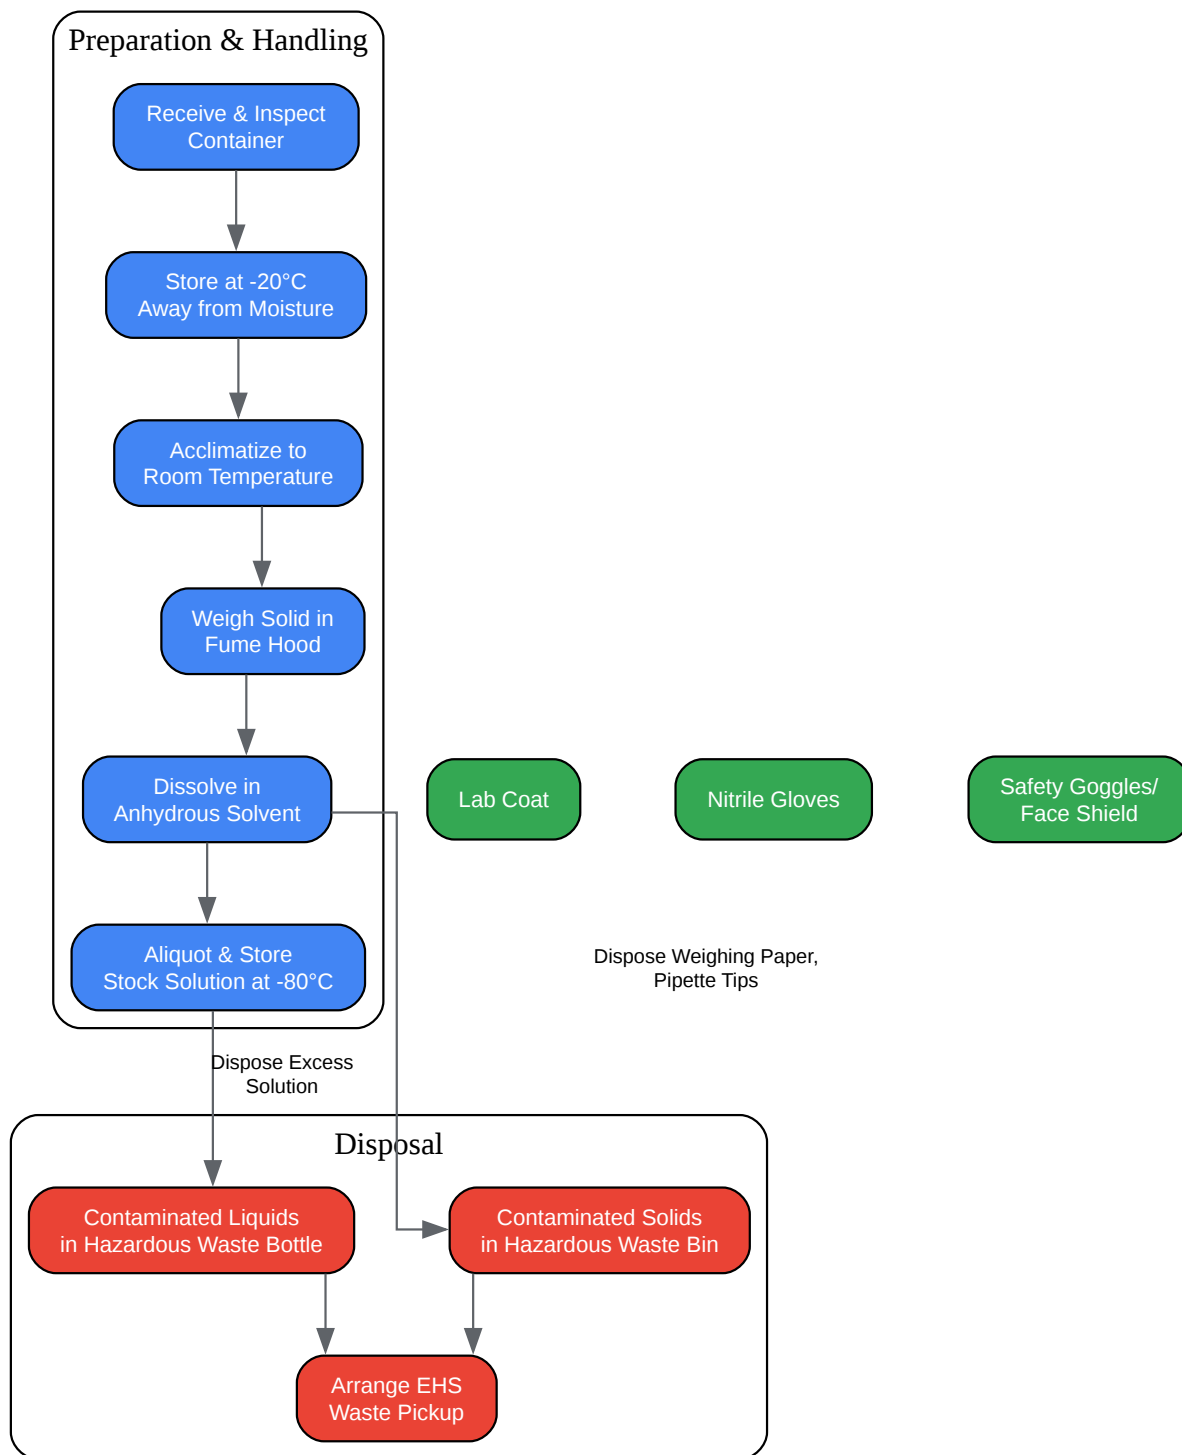 Preparation & Handling
Receive & Inspect
Container
Store at -20°C
Away from Moisture
Acclimatize to
Room Temperature
Weigh Solid in
Fume Hood
Dissolve in
Anhydrous Solvent
Lab Coat
Nitrile Gloves
Safety Goggles/
Face Shield
Aliquot & Store
Stock Solution at -80°C
Dispose Weighing Paper,
Pipette Tips
Dispose Excess
Solution
Disposal
Contaminated Liquids
in Hazardous Waste Bottle
Contaminated Solids
in Hazardous Waste Bin
Arrange EHS
Waste Pickup